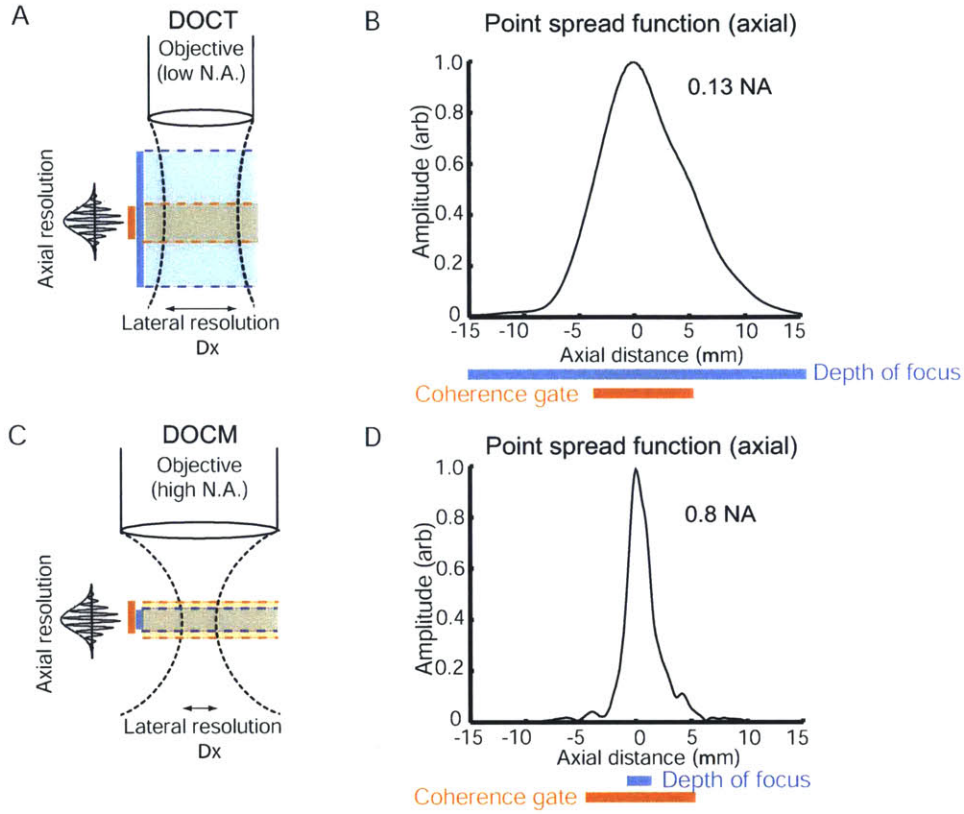 A
DOCT
Objective
(low N.A.)
Axial resolution
Lateral resolution
Dx
B
Point spread function (axial)
0.13 NA
Amplitude (arb)
1.0
0.8
0.6
0.4
0.2
0
-15 -10 -5 0 5 10 15
Axial distance (mm)
Depth of focus
Coherence gate
C
DOCM
Objective
(high N.A.)
Axial resolution
Lateral resolution
Dx
D
Point spread function (axial)
0.8 NA
Amplitude (arb)
1.0
0.8
0.6
0.4
0.2
0
-15 -10 -5 0 5 10 15
Axial distance (mm)
Depth of focus
Coherence gate